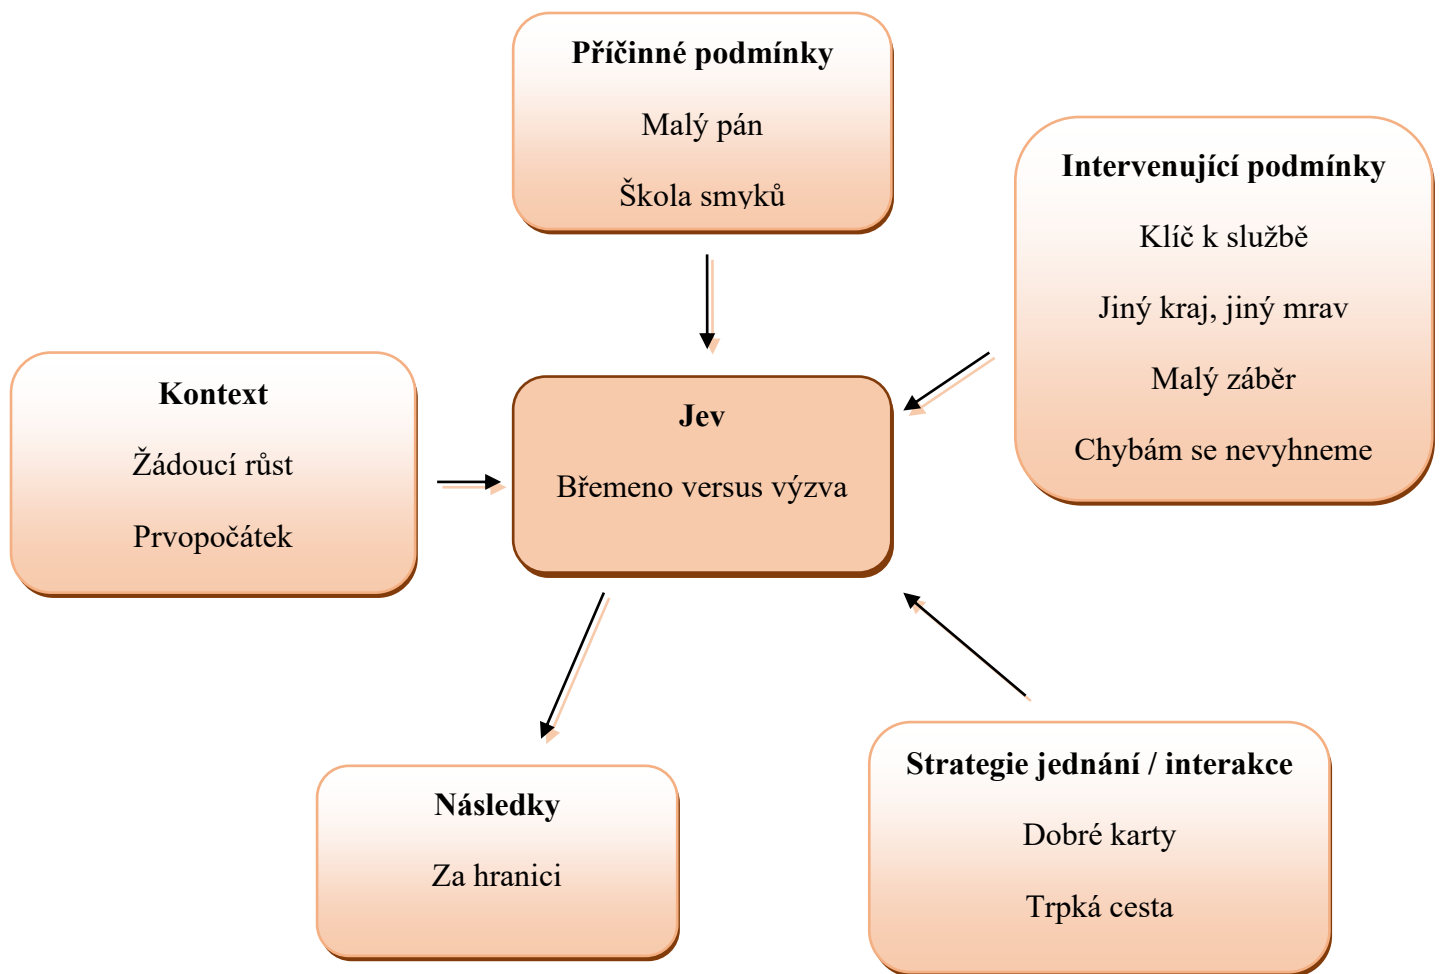 Příčinné podmínky
Malý pán
Škola smyků
Intervenující podmínky
Klíč k službě
Jiný kraj, jiný mrav
Malý záběr
Chybám se nevyhneme
Kontext
Žádoucí růst
Prvopočátek
Jev
Břemeno versus výzva
Následky
Za hranici
Strategie jednání / interakce
Dobré karty
Trpká cesta